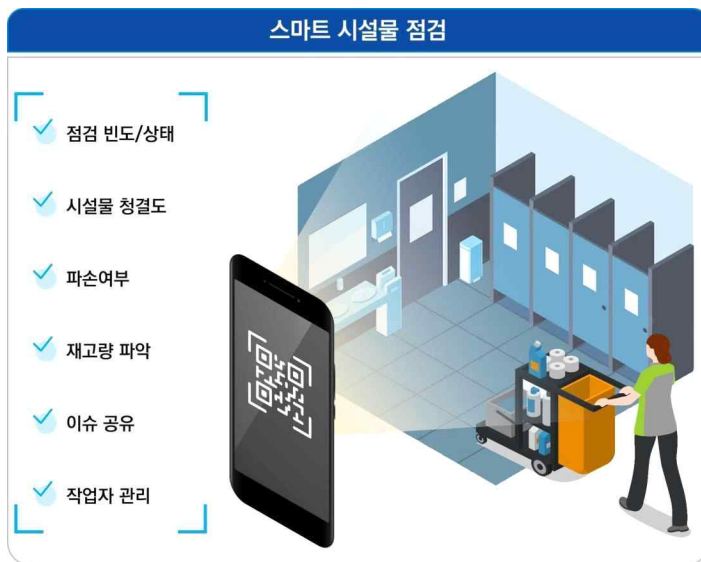 스마트 시설물 점검
점검 빈도/상태
시설물 청결도
파손여부
재고량 파악
이슈 공유
작업자 관리